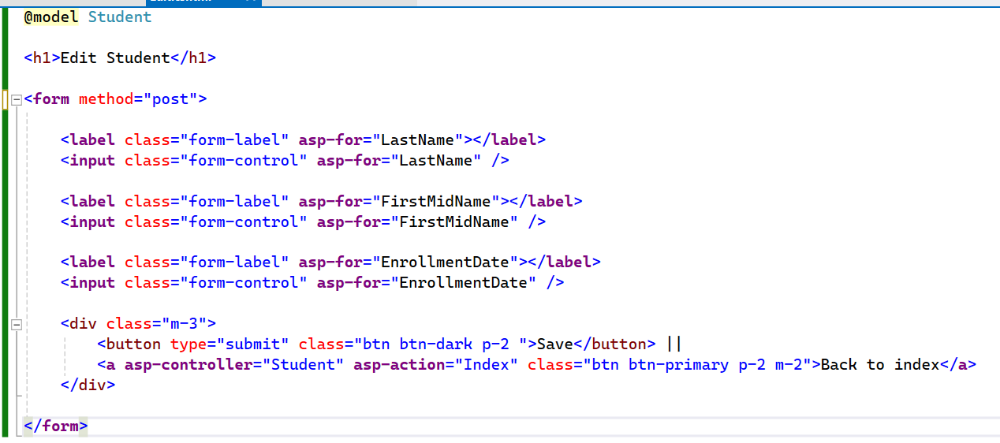 @model Student
<h1>Edit Student</h1>
<form method="post">
<label class="form-label" asp-for="LastName"></label>
<input class="form-control" asp-for="LastName" />
<label class="form-label" asp-for="FirstMidName"></label>
<input class="form-control" asp-for="FirstMidName" />
<label class="form-label" asp-for="EnrollmentDate"></label>
<input class="form-control" asp-for="EnrollmentDate" />
<div class="m-3">
<button type="submit" class="btn btn-dark p-2 ">Save</button> ||
<a asp-controller="Student" asp-action="Index" class="btn btn-primary p-2 m-2">Back to index</a>
</div>
</form>